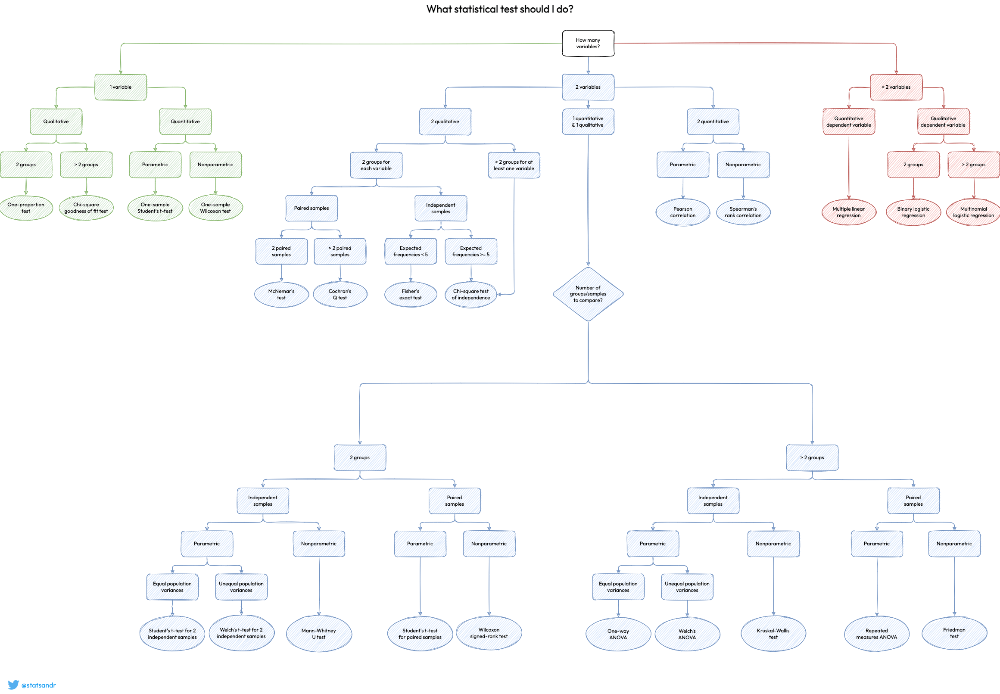 What statistical test should I do?
How many
variables?
1 variable
2 variables
> 2 variables
Qualitative
Quantitative
2 qualitative
1 quantitative
& 1 qualitative
2 quantitative
Quantitative
dependent variable
Qualitative
dependent variable
2 groups
> 2 groups
Parametric
Nonparametric
2 groups for
each variable
> 2 groups for at
least one variable
Parametric
Nonparametric
2 groups
> 2 groups
One-proportion
test
Chi-square
goodness of fit test
One-sample
Student's t-test
One-sample
Wilcoxon test
Paired samples
Independent
samples
Pearson
correlation
Spearman's
rank correlation
Multiple linear
regression
Binary logistic
regression
Multinomial
logistic regression
2 paired
samples
> 2 paired
samples
Expected
frequencies < 5
Expected
frequencies >= 5
McNemar's
test
Cochran's
Q test
Fisher's
exact test
Chi-square test
of independence
Number of
groups/samples
to compare?
2 groups
> 2 groups
Independent
samples
Paired
samples
Independent
samples
Paired
samples
Parametric
Nonparametric
Parametric
Nonparametric
Parametric
Nonparametric
Parametric
Nonparametric
Equal population
variances
Unequal population
variances
Equal population
variances
Unequal population
variances
Student's t-test for 2
independent samples
Welch's t-test for 2
independent samples
Mann-Whitney
U test
Student's t-test
for paired samples
Wilcoxon
signed-rank test
One-way
ANOVA
Welch's
ANOVA
Kruskal-Wallis
test
Repeated
measures ANOVA
Friedman
test
@statsandr